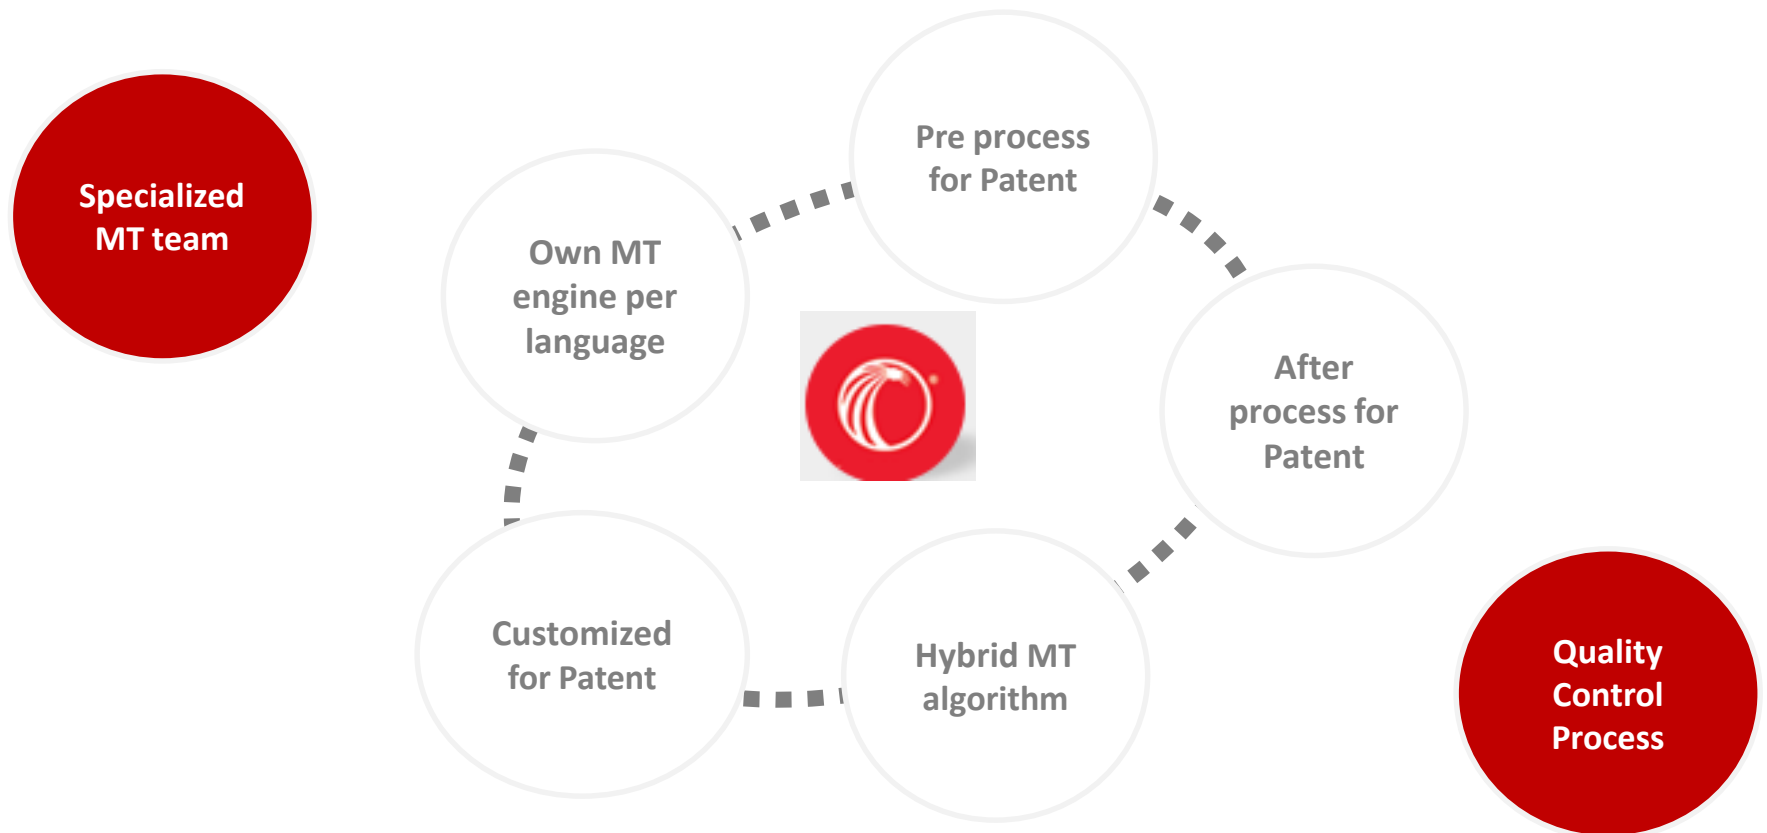 Specialized
MT team
Own MT
engine per
language
Pre process
for Patent
After
process for
Patent
Customized
for Patent
Hybrid MT
algorithm
Quality
Control
Process